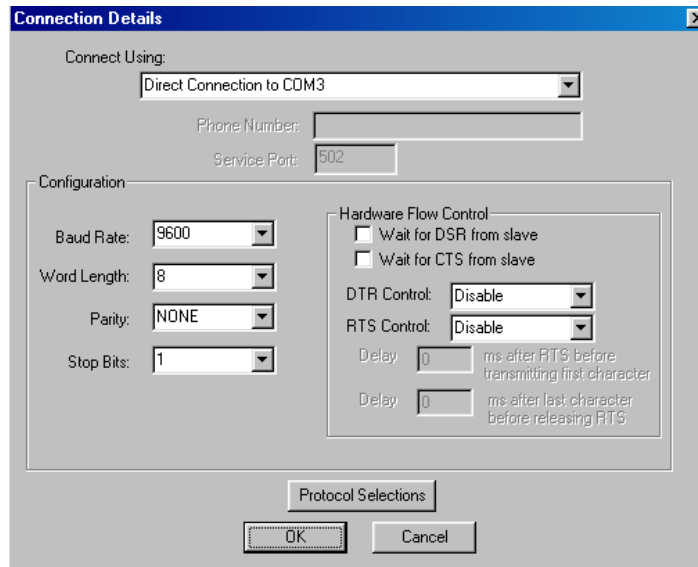 Connection Details
Connect Using:
Direct Connection to COM3
Phone Number:
Service Port: 502
Configuration
Baud Rate: 9600
Word Length: 8
Parity: NONE
Stop Bits: 1
Hardware Flow Control
Wait for DSR from slave
Wait for CTS from slave
DTR Control: Disable
RTS Control: Disable
Delay 0 ms after RTS before
transmitting first character
Delay 0 ms after last character
before releasing RTS
Protocol Selections
OK Cancel